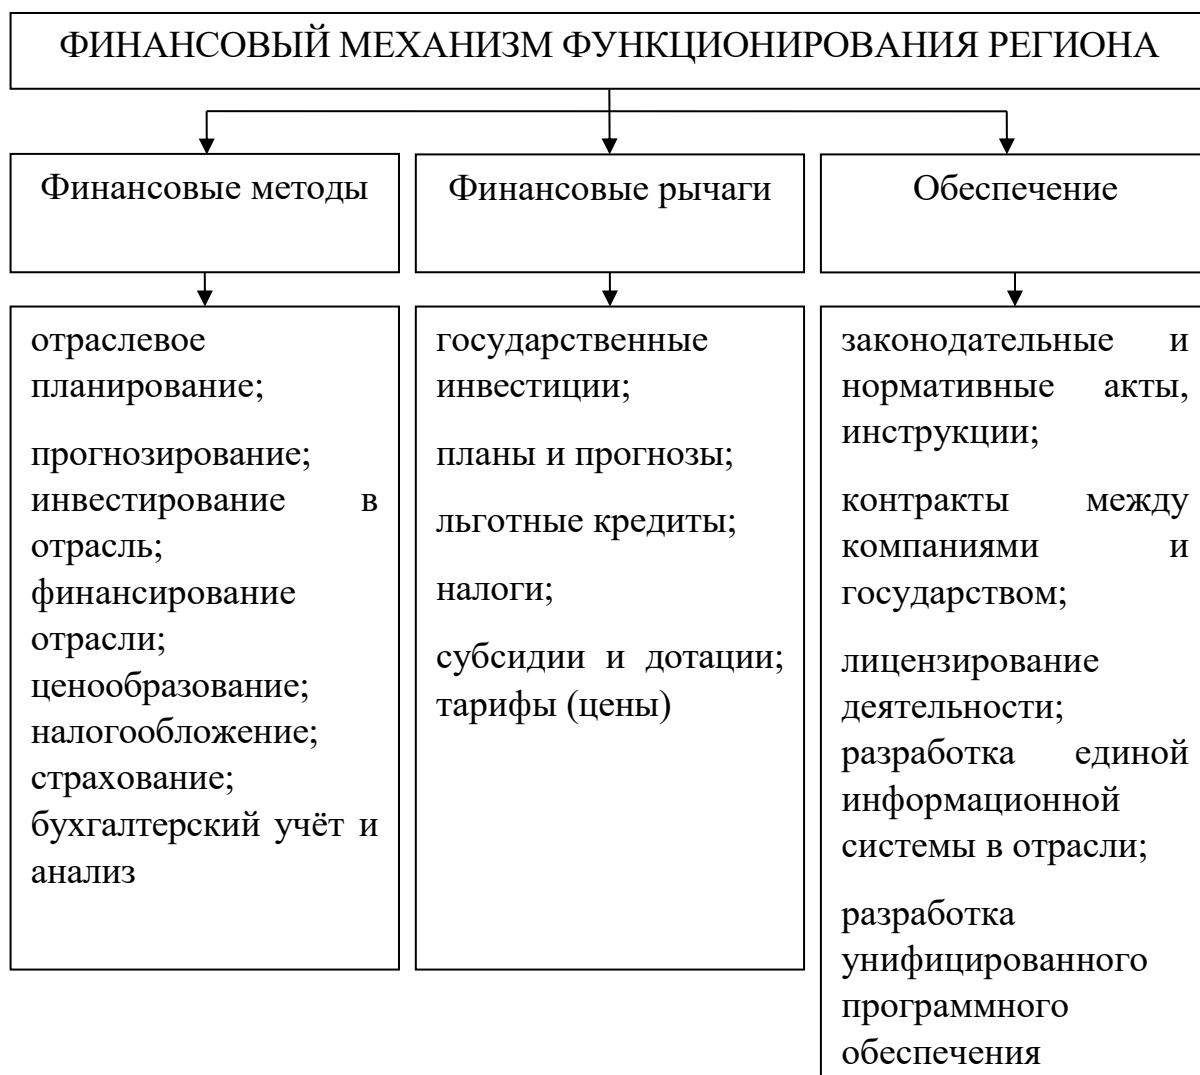 ФИНАНСОВЫЙ МЕХАНИЗМ ФУНКЦИОНИРОВАНИЯ РЕГИОНА
Финансовые методы
Финансовые рычаги
Обеспечение
отраслевое
планирование;
прогнозирование;
инвестирование в
отрасль;
финансирование
отрасли;
ценообразование;
налогообложение;
страхование;
бухгалтерский учёт и
анализ
государственные
инвестиции;
планы и прогнозы;
льготные кредиты;
налоги;
субсидии и дотации;
тарифы (цены)
законодательные и
нормативные акты,
инструкции;
контракты между
компаниями и
государством;
лицензирование
деятельности;
разработка единой
информационной
системы в отрасли;
разработка
унифицированного
программного
обеспечения